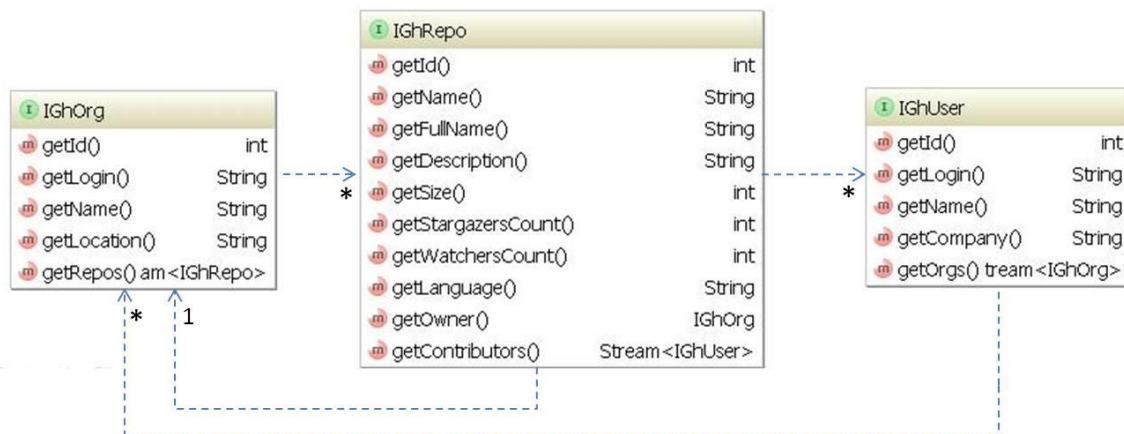 I IGhOrg
m getId() int
m getLogin() String
m getName() String
m getLocation() String
m getRepos() am<IGhRepo>
* 1
*
I IGhRepo
m getId() int
m getName() String
m getFullName() String
m getDescription() String
m getSize() int
m getStargazersCount() int
m getWatchersCount() int
m getLanguage() String
m getOwner() IGhOrg
m getContributors() Stream<IGhUser>
*
I IGhUser
m getId() int
m getLogin() String
m getName() String
m getCompany() String
m getOrgs() tream<IGhOrg>